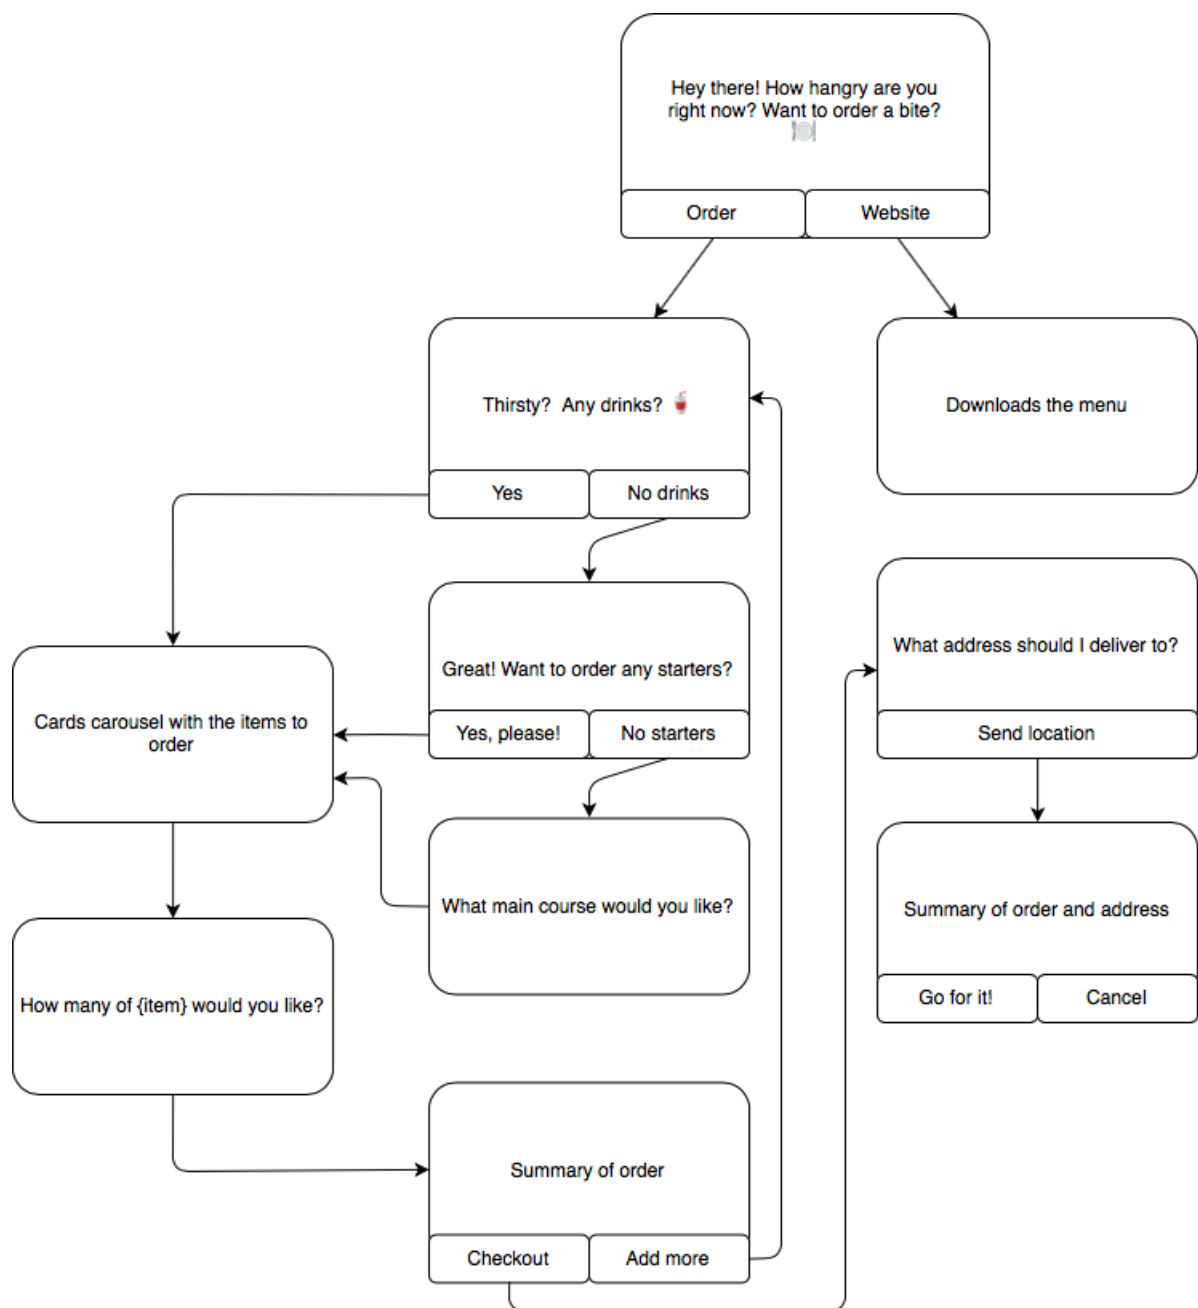 Hey there! How hangry are you
right now? Want to order a bite?
🍽
Order
Website
Thirsty?  Any drinks? 🥤
Yes
No drinks
Downloads the menu
Great! Want to order any starters?
Yes, please!
No starters
Cards carousel with the items to
order
What main course would you like?
How many of {item} would you like?
Summary of order
Checkout
Add more
What address should I deliver to?
Send location
Summary of order and address
Go for it!
Cancel